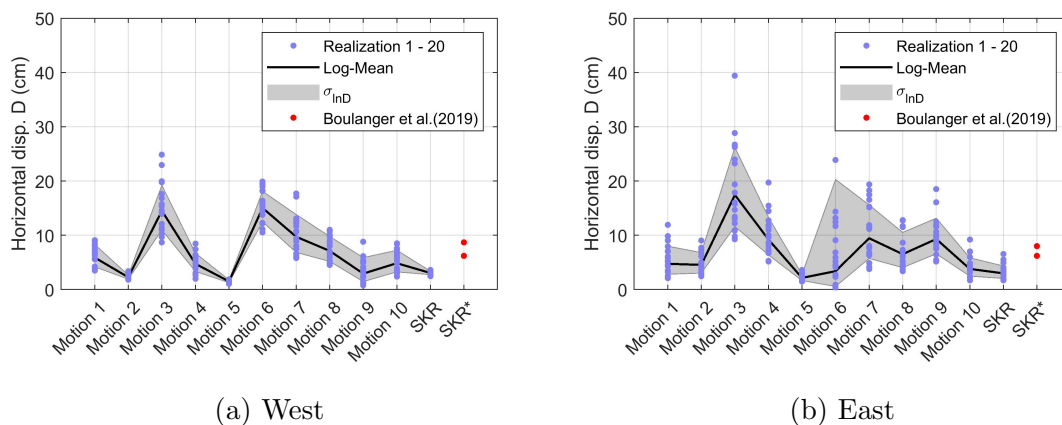 50
40
30
20
10
0
Horizontal disp. D (cm)
Realization 1 - 20
Log-Mean
σlnD
Boulanger et al.(2019)
Motion 1
Motion 2
Motion 3
Motion 4
Motion 5
Motion 6
Motion 7
Motion 8
Motion 9
Motion 10
SKR
SKR*
(a) West
50
40
30
20
10
0
Horizontal disp. D (cm)
Realization 1 - 20
Log-Mean
σlnD
Boulanger et al.(2019)
Motion 1
Motion 2
Motion 3
Motion 4
Motion 5
Motion 6
Motion 7
Motion 8
Motion 9
Motion 10
SKR
SKR*
(b) East